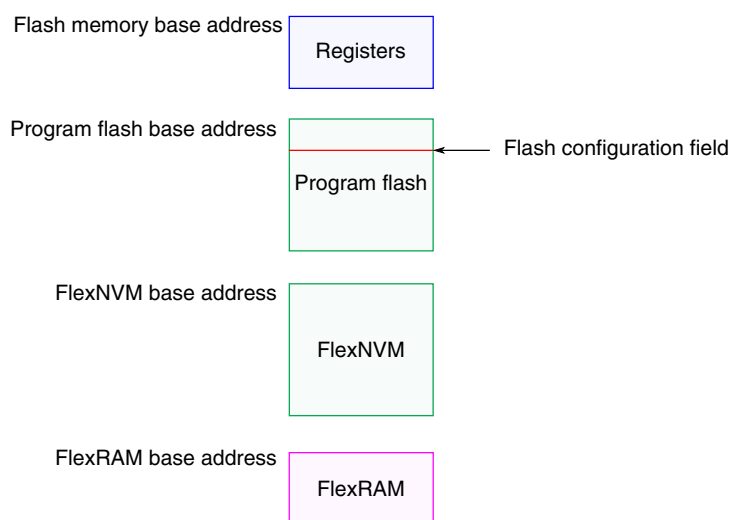 Flash memory base address
Registers
Program flash base address
Flash configuration field
Program flash
FlexNVM base address
FlexNVM
FlexRAM base address
FlexRAM